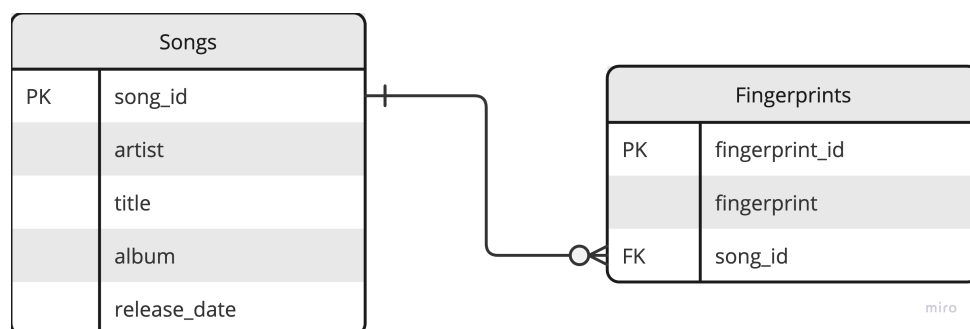 Songs
PK song_id
artist
title
album
release_date
Fingerprints
PK fingerprint_id
fingerprint
FK song_id
miro